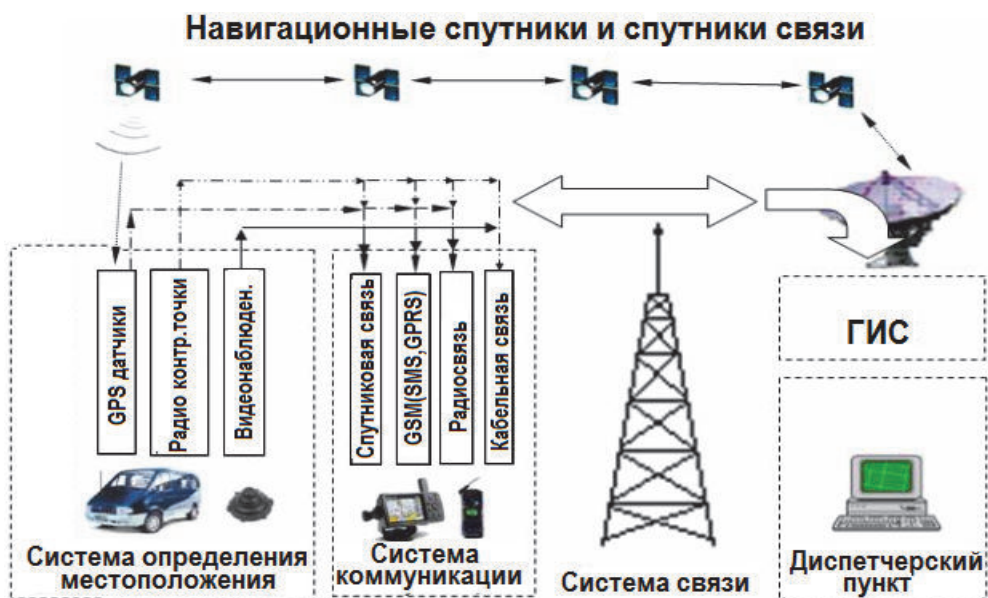 Навигационные спутники и спутники связи
GPS датчики
Радио контр.точки
Видеонаблюден.
Спутниковая связь
GSM(SMS,GPRS)
Радиосвязь
Кабельная связь
ГИС
Система определения
местоположения
Система
коммуникации
Система связи
Диспетчерский
пункт